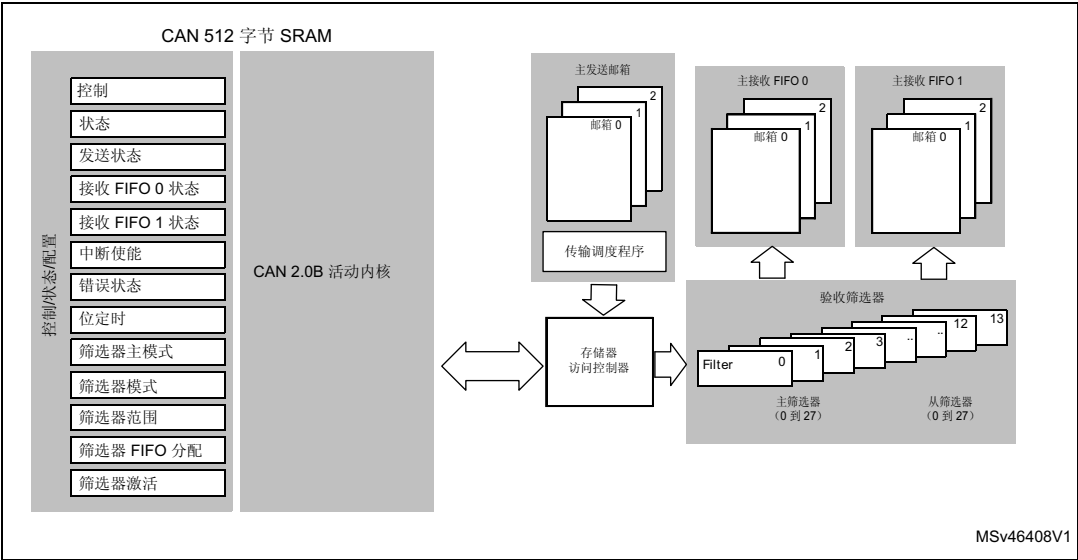 CAN 512 字节 SRAM
控制/状态/配置
控制
状态
发送状态
接收 FIFO 0 状态
接收 FIFO 1 状态
中断使能
错误状态
位定时
筛选器主模式
筛选器模式
筛选器范围
筛选器 FIFO 分配
筛选器激活
CAN 2.0B 活动内核
主发送邮箱
2
1
邮箱 0
传输调度程序
主接收 FIFO 0
2
1
邮箱 0
主接收 FIFO 1
2
1
邮箱 0
存储器
访问控制器
验收筛选器
Filter 0 1 2 3 .. .. 12 13
主筛选器
（0 到 27）
从筛选器
（0 到 27）
MSv46408V1